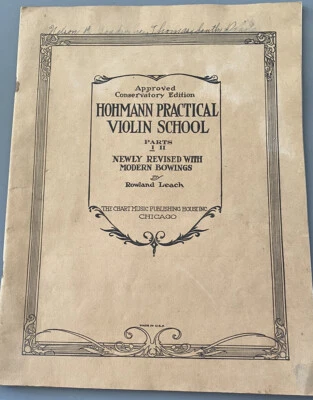 Approved
Conservatory Edition
HOHMANN PRACTICAL
VIOLIN SCHOOL
PARTS
I II
NEWLY REVISED WITH
MODERN BOWINGS
by
Rowland Leach
THE CHART MUSIC PUBLISHING HOUSE INC.
CHICAGO
MADE IN U.S.A